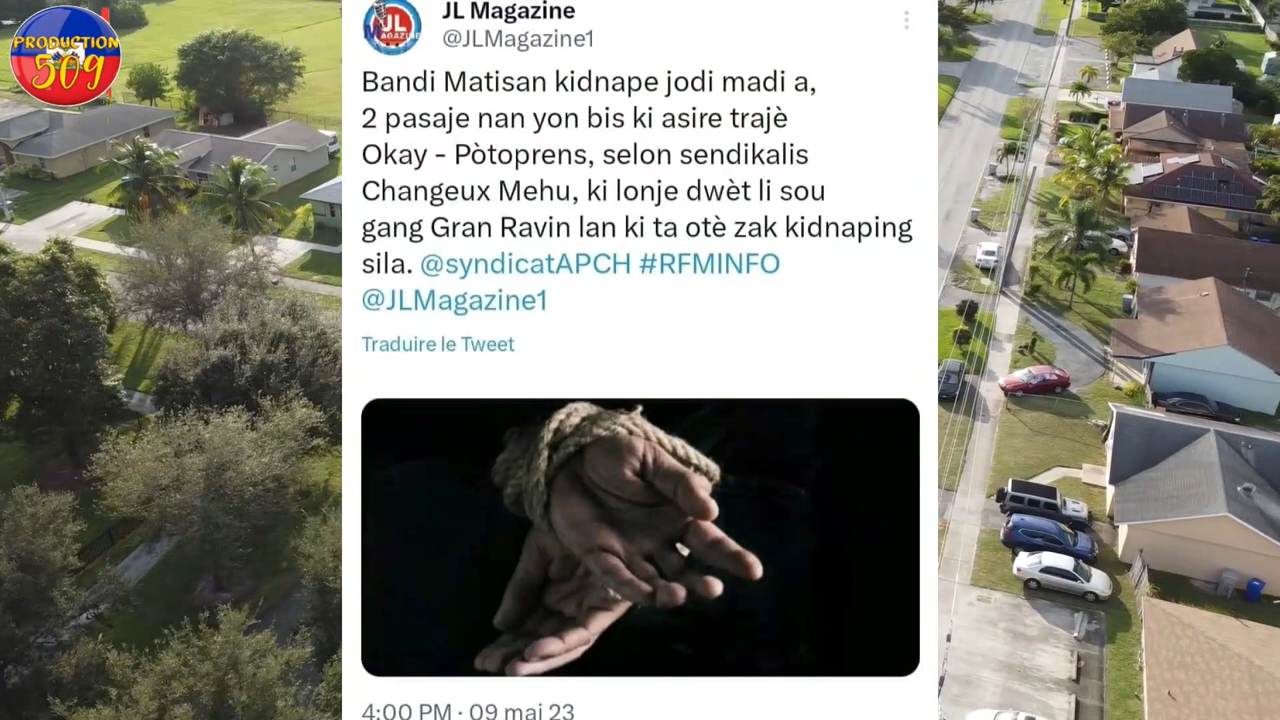 PRODUCTION
509
JL
MAGAZINE
JL Magazine
@JLMagazine1
Bandi Matisan kidnape jodi madi a,
2 pasaje nan yon bis ki asire trajè
Okay - Pòtoprens, selon sendikalis
Changeux Mehu, ki lonje dwèt li sou
gang Gran Ravin lan ki ta otè zak kidnaping
sila. @syndicatAPCH #RFMINFO
@JLMagazine1
Traduire le Tweet
4:00 PM · 09 mai 23